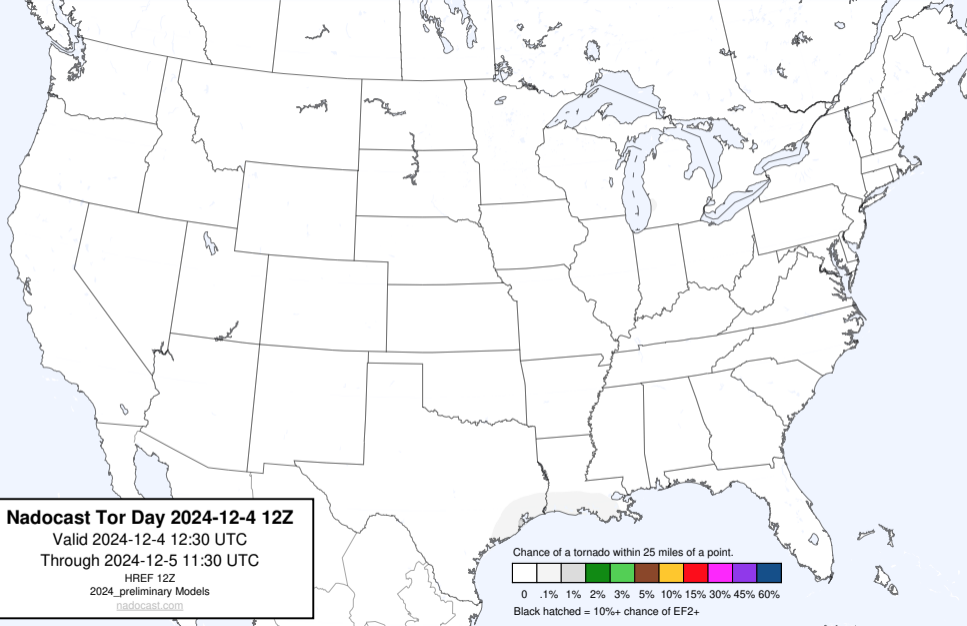 Nadocast Tor Day 2024-12-4 12Z
Valid 2024-12-4 12:30 UTC
Through 2024-12-5 11:30 UTC
HREF 12Z
2024_preliminary Models
nadocast.com
Chance of a tornado within 25 miles of a point.
0 .1% 1% 2% 3% 5% 10% 15% 30% 45% 60%
Black hatched = 10%+ chance of EF2+